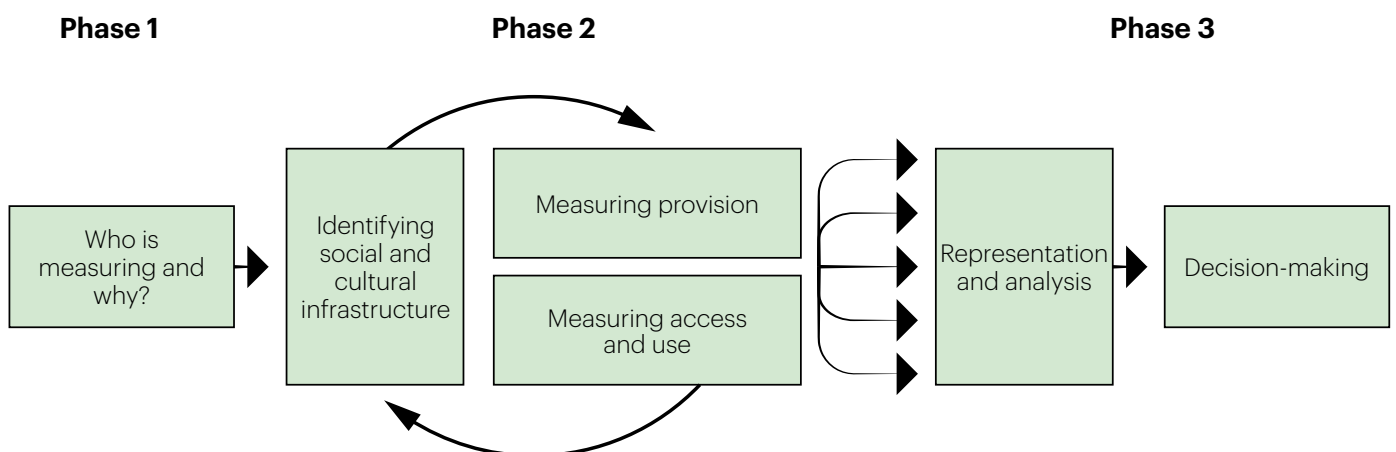 Phase 1
Phase 2
Phase 3
Who is
measuring and
why?
Identifying
social and
cultural
infrastructure
Measuring provision
Measuring access
and use
Representation
and analysis
Decision-making